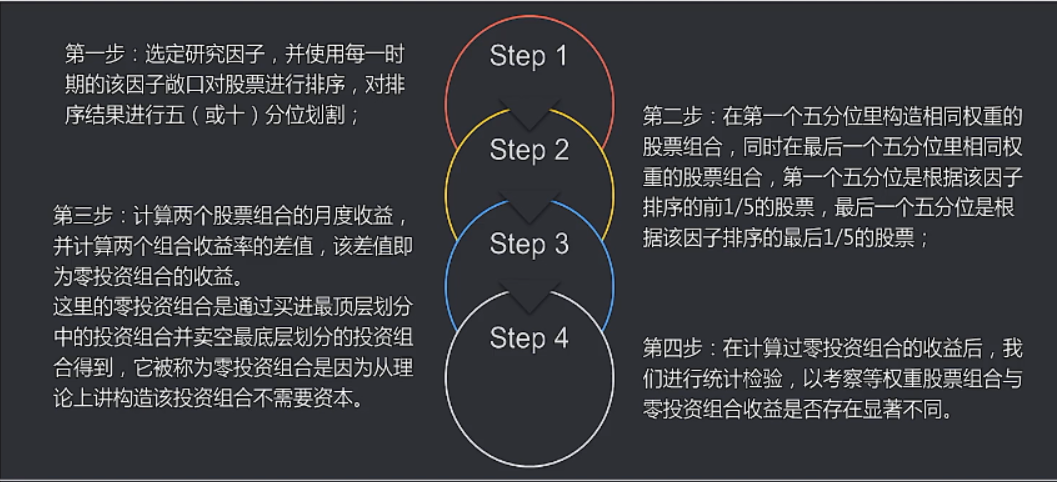 Step 1
第一步：选定研究因子，并使用每一时
期的该因子敞口对股票进行排序，对排
序结果进行五（或十）分位划割；
Step 2
第二步：在第一个五分位里构造相同权重的
股票组合，同时在最后一个五分位里相同权
重的股票组合，第一个五分位是根据该因子
排序的前1/5的股票，最后一个五分位是根
据该因子排序的最后1/5的股票；
Step 3
第三步：计算两个股票组合的月度收益，
并计算两个组合收益率的差值，该差值即
为零投资组合的收益。
这里的零投资组合是通过买进最顶层划分
中的投资组合并卖空最底层划分的投资组
合得到，它被称为零投资组合是因为从理
论上讲构造该投资组合不需要资本。
Step 4
第四步：在计算过零投资组合的收益后，我
们进行统计检验，以考察等权重股票组合与
零投资组合收益是否存在显著不同。